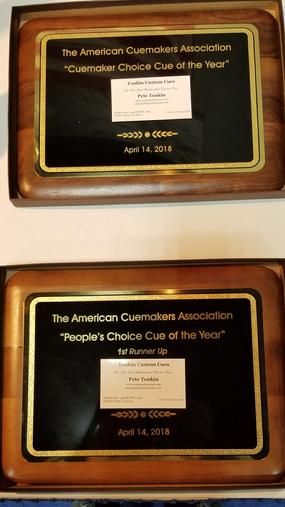 The American Cuemakers Association
"Cuemaker Choice Cue of the Year"
Tonkin Custom Cues
Pete Tonkin
April 14, 2018
The American Cuemakers Association
"People's Choice Cue of the Year"
1st Runner Up
Tonkin Custom Cues
Pete Tonkin
April 14, 2018